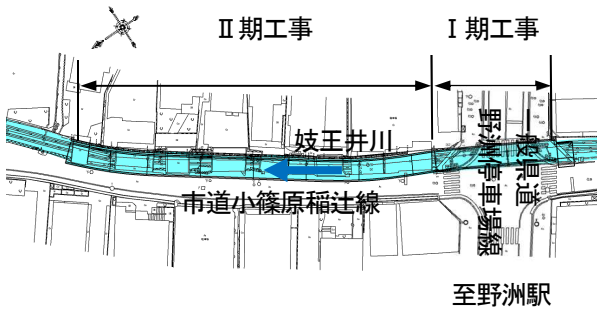 Ⅱ期工事
Ⅰ期工事
妓王井川
市道小篠原稲辻線
一般県道
野洲停車場線
至野洲駅